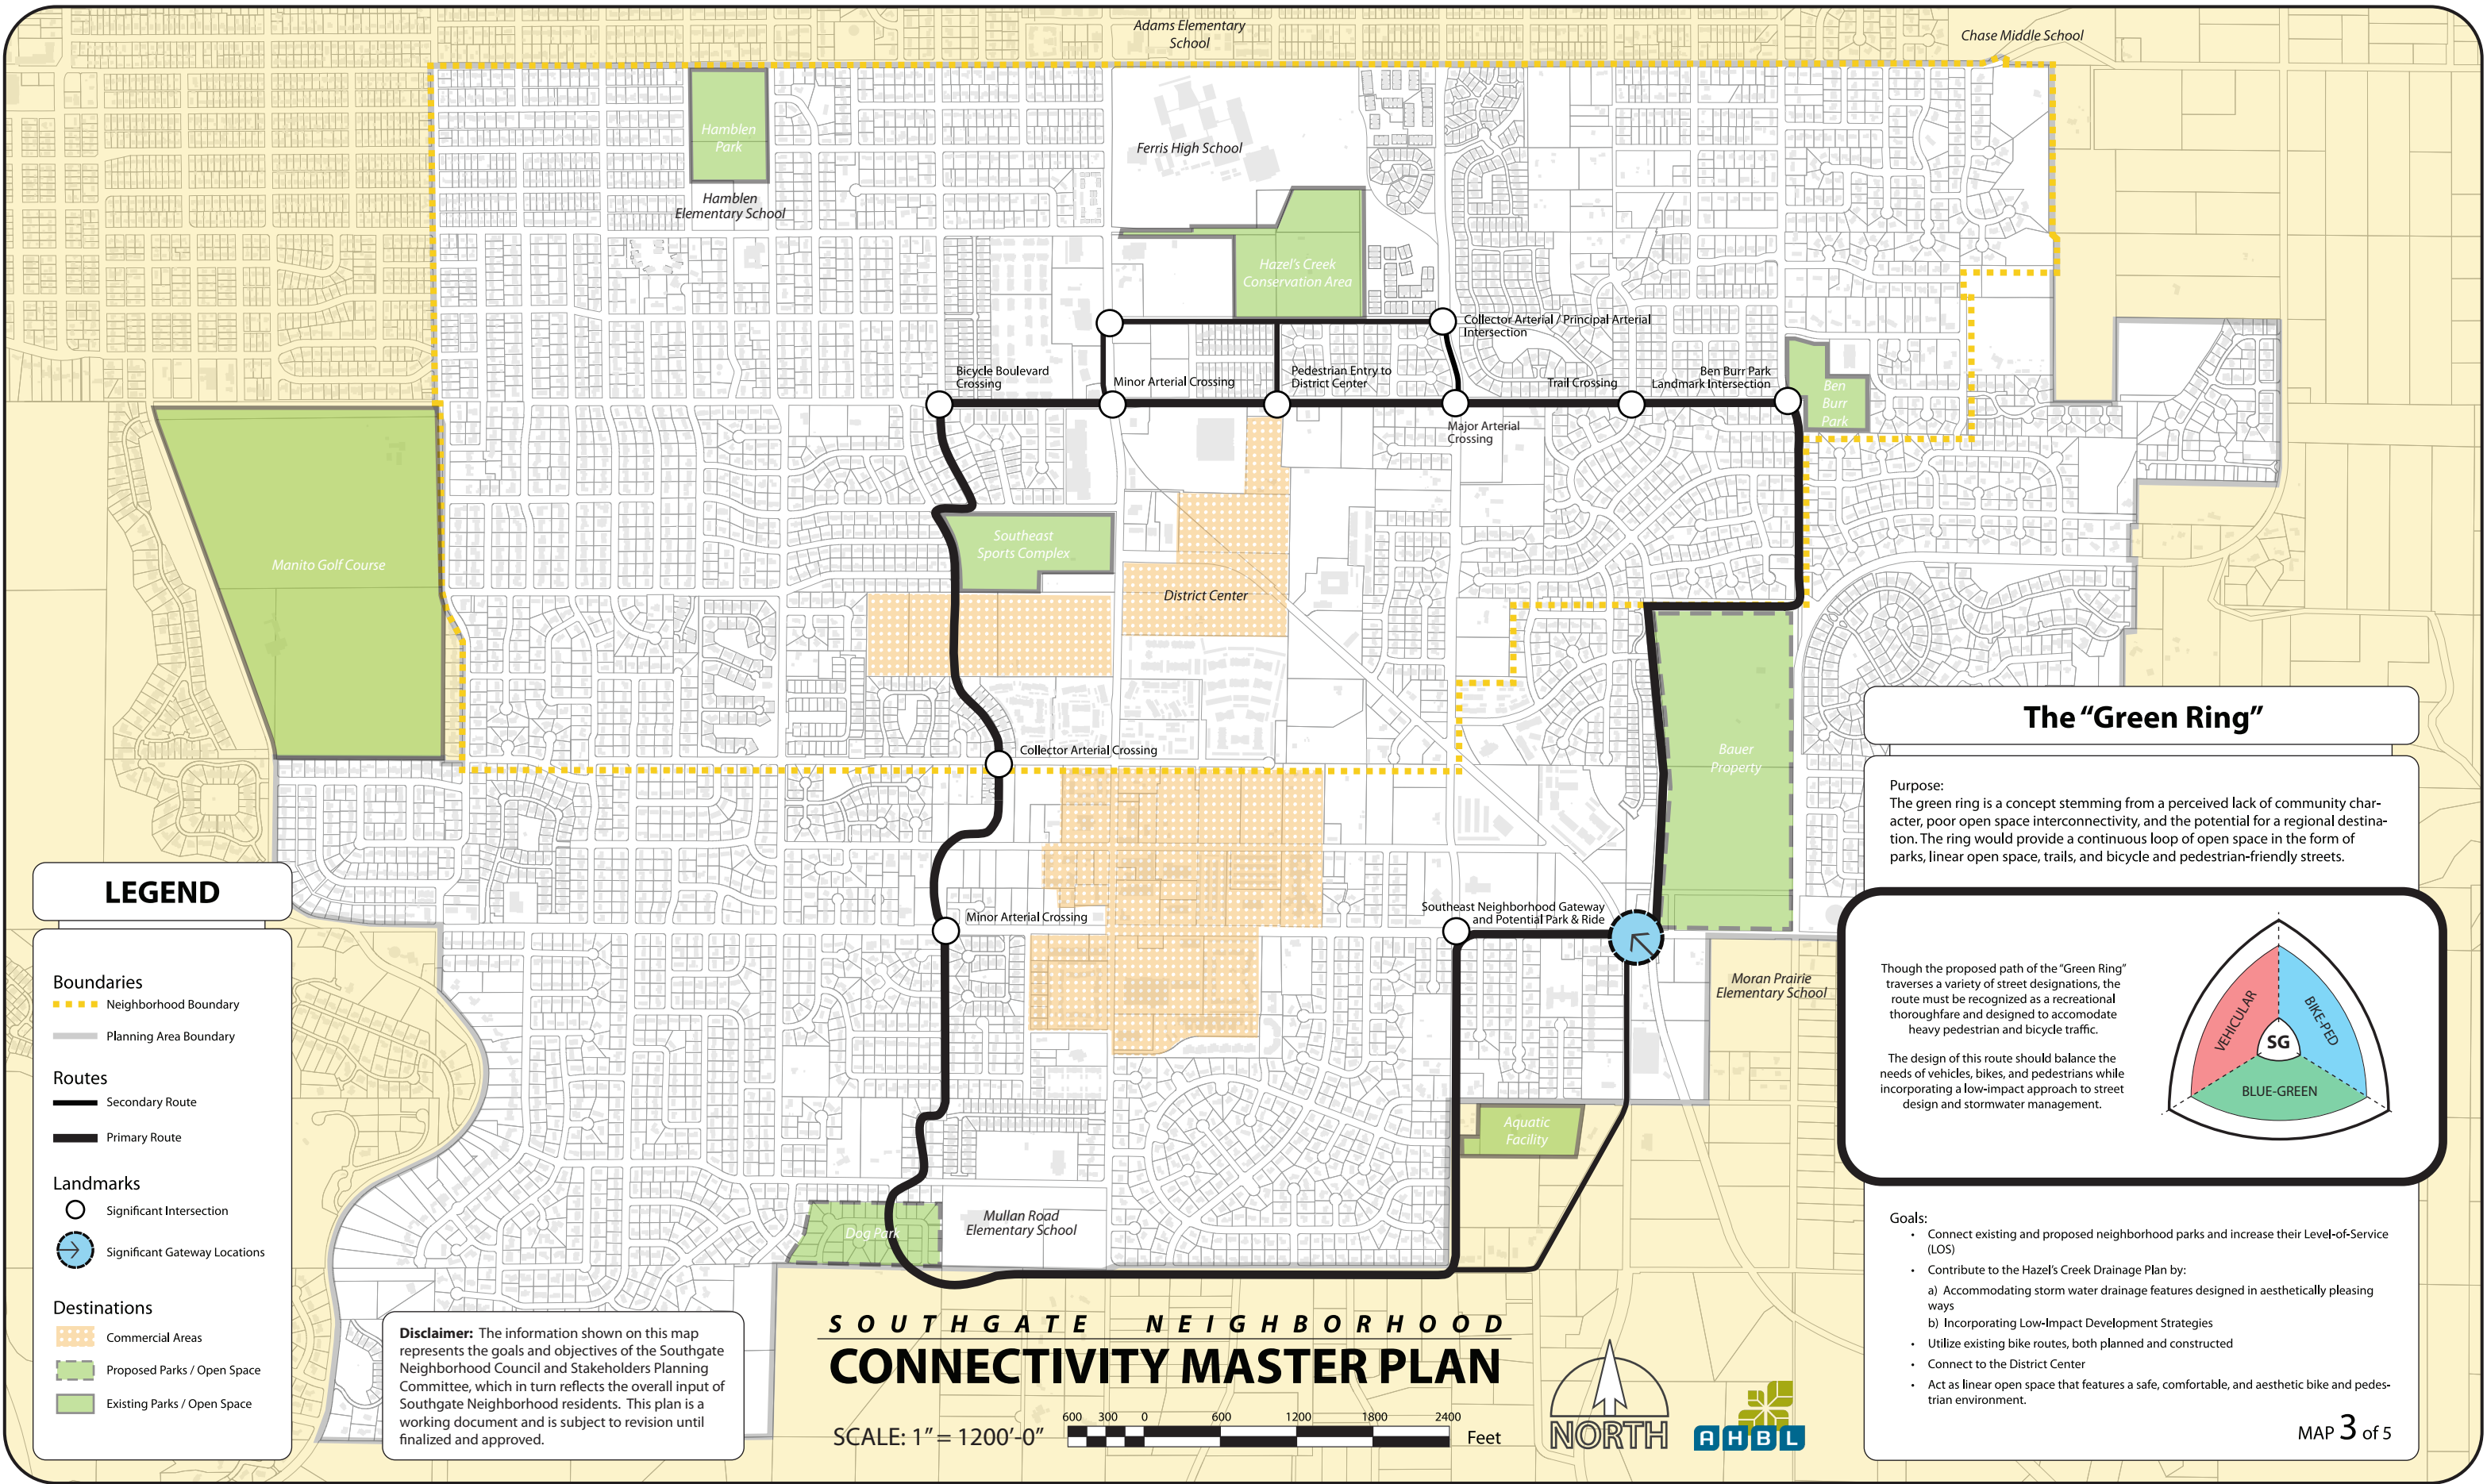 Adams Elementary
School
Chase Middle School
Hamblen
Park
Ferris High School
Hamblen
Elementary School
Hazel's Creek
Conservation Area
Collector Arterial / Principal Arterial
Intersection
Bicycle Boulevard
Crossing
Minor Arterial Crossing
Pedestrian Entry to
District Center
Trail Crossing
Ben Burr Park
Landmark Intersection
Ben
Burr
Park
Major Arterial
Crossing
Southeast
Sports Complex
Manito Golf Course
District Center
Collector Arterial Crossing
Bauer
Property
Minor Arterial Crossing
Southeast Neighborhood Gateway
and Potential Park & Ride
Moran Prairie
Elementary School
Aquatic
Facility
Dog Park
Mullan Road
Elementary School
LEGEND
Boundaries
Neighborhood Boundary
Planning Area Boundary
Routes
Secondary Route
Primary Route
Landmarks
Significant Intersection
Significant Gateway Locations
Destinations
Commercial Areas
Proposed Parks / Open Space
Existing Parks / Open Space
Disclaimer: The information shown on this map
represents the goals and objectives of the Southgate
Neighborhood Council and Stakeholders Planning
Committee, which in turn reflects the overall input of
Southgate Neighborhood residents. This plan is a
working document and is subject to revision until
finalized and approved.
SOUTHGATE NEIGHBORHOOD
CONNECTIVITY MASTER PLAN
SCALE: 1" = 1200'-0"
600 300 0 600 1200 1800 2400
Feet
NORTH
AHBL
The "Green Ring"
Purpose:
The green ring is a concept stemming from a perceived lack of community char-
acter, poor open space interconnectivity, and the potential for a regional destina-
tion. The ring would provide a continuous loop of open space in the form of
parks, linear open space, trails, and bicycle and pedestrian-friendly streets.
Though the proposed path of the "Green Ring"
traverses a variety of street designations, the
route must be recognized as a recreational
thoroughfare and designed to accomodate
heavy pedestrian and bicycle traffic.
The design of this route should balance the
needs of vehicles, bikes, and pedestrians while
incorporating a low-impact approach to street
design and stormwater management.
VEHICULAR
BIKE-PED
SG
BLUE-GREEN
Goals:
• Connect existing and proposed neighborhood parks and increase their Level-of-Service
(LOS)
• Contribute to the Hazel's Creek Drainage Plan by:
a) Accommodating storm water drainage features designed in aesthetically pleasing
ways
b) Incorporating Low-Impact Development Strategies
• Utilize existing bike routes, both planned and constructed
• Connect to the District Center
• Act as linear open space that features a safe, comfortable, and aesthetic bike and pedes-
trian environment.
MAP 3 of 5